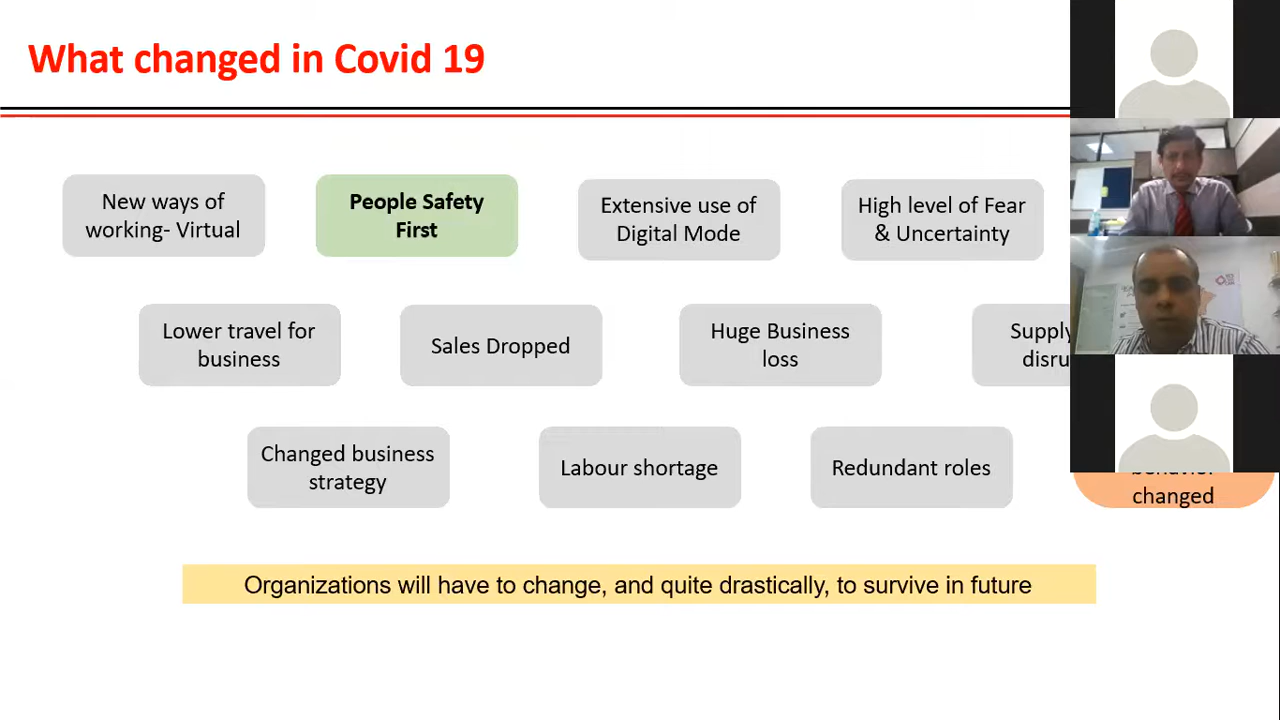 What changed in Covid 19
New ways of
working- Virtual
People Safety
First
Extensive use of
Digital Mode
High level of Fear
& Uncertainty
Lower travel for
business
Sales Dropped
Huge Business
loss
Supply
Changed business
strategy
Labour shortage
Redundant roles
changed
Organizations will have to change, and quite drastically, to survive in future